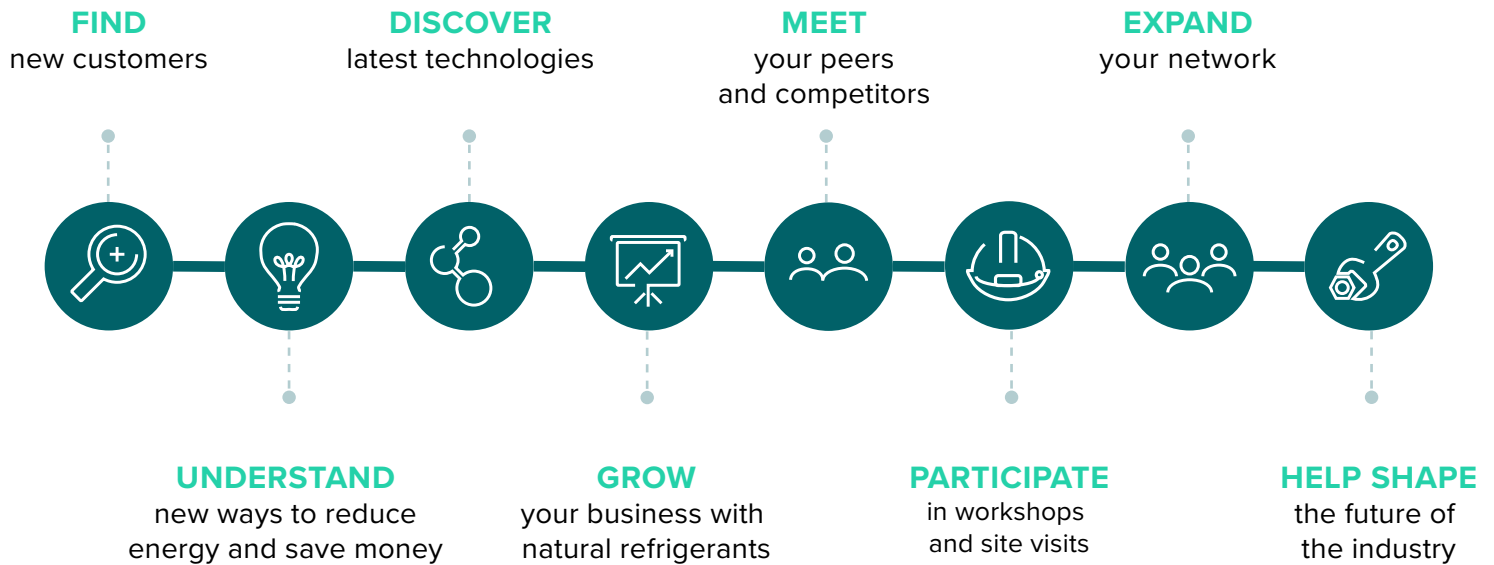 FIND
new customers
DISCOVER
latest technologies
MEET
your peers
and competitors
EXPAND
your network
UNDERSTAND
new ways to reduce
energy and save money
GROW
your business with
natural refrigerants
PARTICIPATE
in workshops
and site visits
HELP SHAPE
the future of
the industry